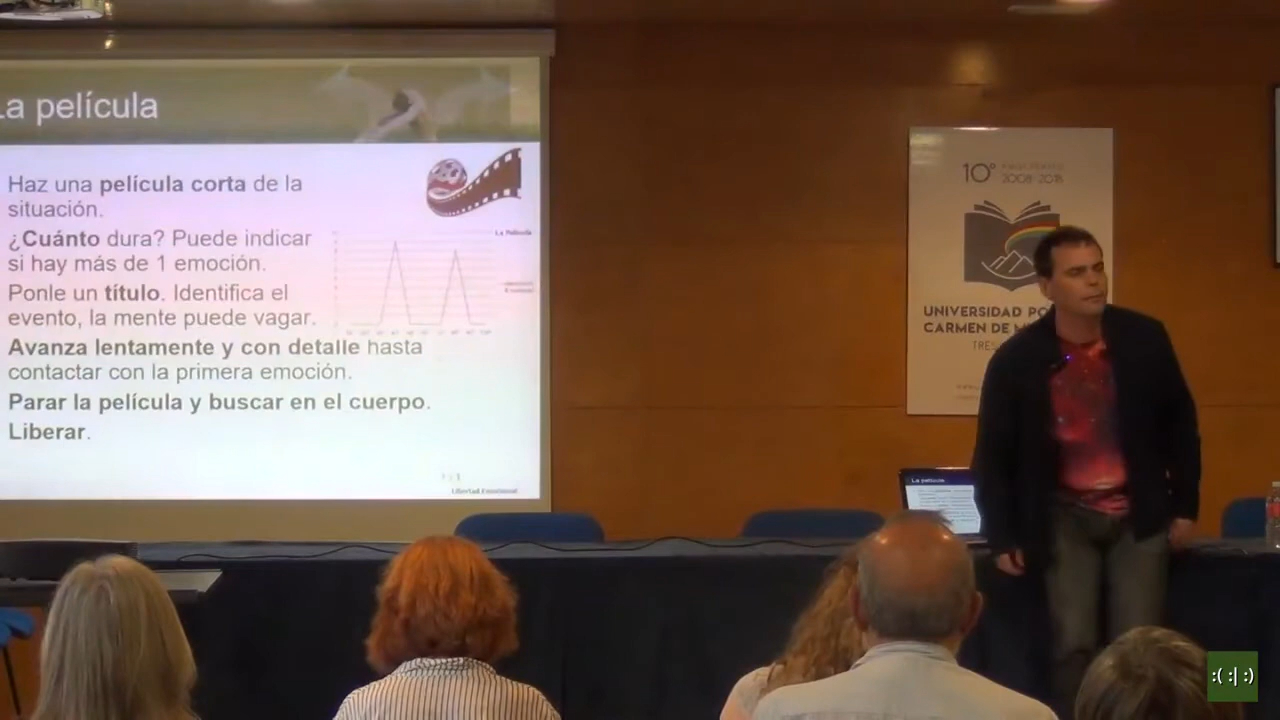 La película
Haz una película corta de la
situación.
¿Cuánto dura? Puede indicar
si hay más de 1 emoción.
Ponle un título. Identifica el
evento, la mente puede vagar.
Avanza lentamente y con detalle hasta
contactar con la primera emoción.
Parar la película y buscar en el cuerpo.
Liberar.
La Película
Libertad Emocional
10º
2008-2018
UNIVERSIDAD PO
CARMEN DE M
TRES
La película
:( :| :)